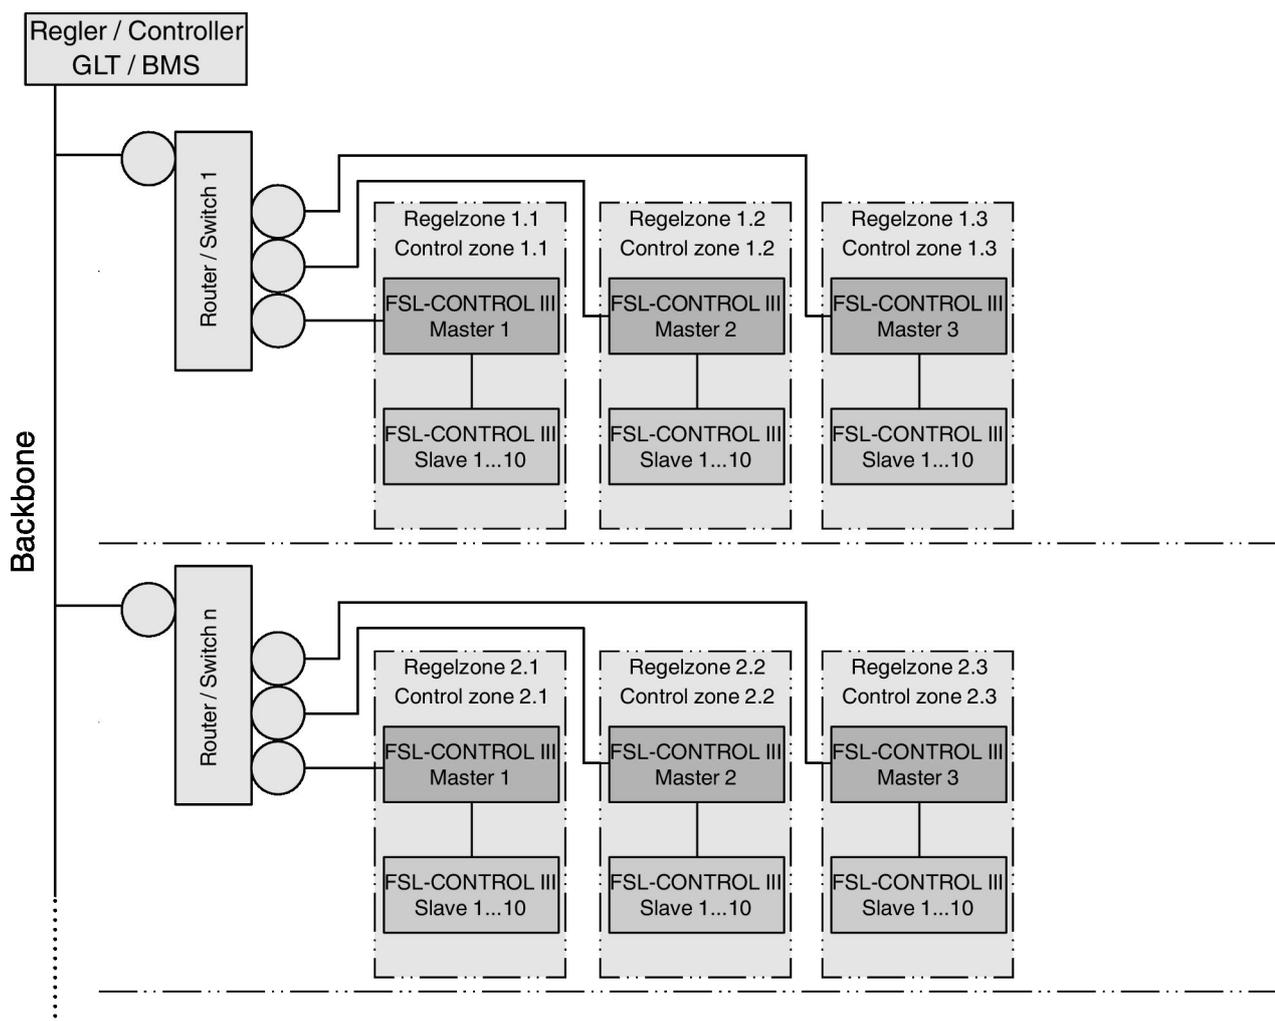 Regler / Controller
GLT / BMS
Backbone
Router / Switch 1
Regelzone 1.1
Control zone 1.1
FSL-CONTROL III
Master 1
FSL-CONTROL III
Slave 1...10
Regelzone 1.2
Control zone 1.2
FSL-CONTROL III
Master 2
FSL-CONTROL III
Slave 1...10
Regelzone 1.3
Control zone 1.3
FSL-CONTROL III
Master 3
FSL-CONTROL III
Slave 1...10
Router / Switch n
Regelzone 2.1
Control zone 2.1
FSL-CONTROL III
Master 1
FSL-CONTROL III
Slave 1...10
Regelzone 2.2
Control zone 2.2
FSL-CONTROL III
Master 2
FSL-CONTROL III
Slave 1...10
Regelzone 2.3
Control zone 2.3
FSL-CONTROL III
Master 3
FSL-CONTROL III
Slave 1...10